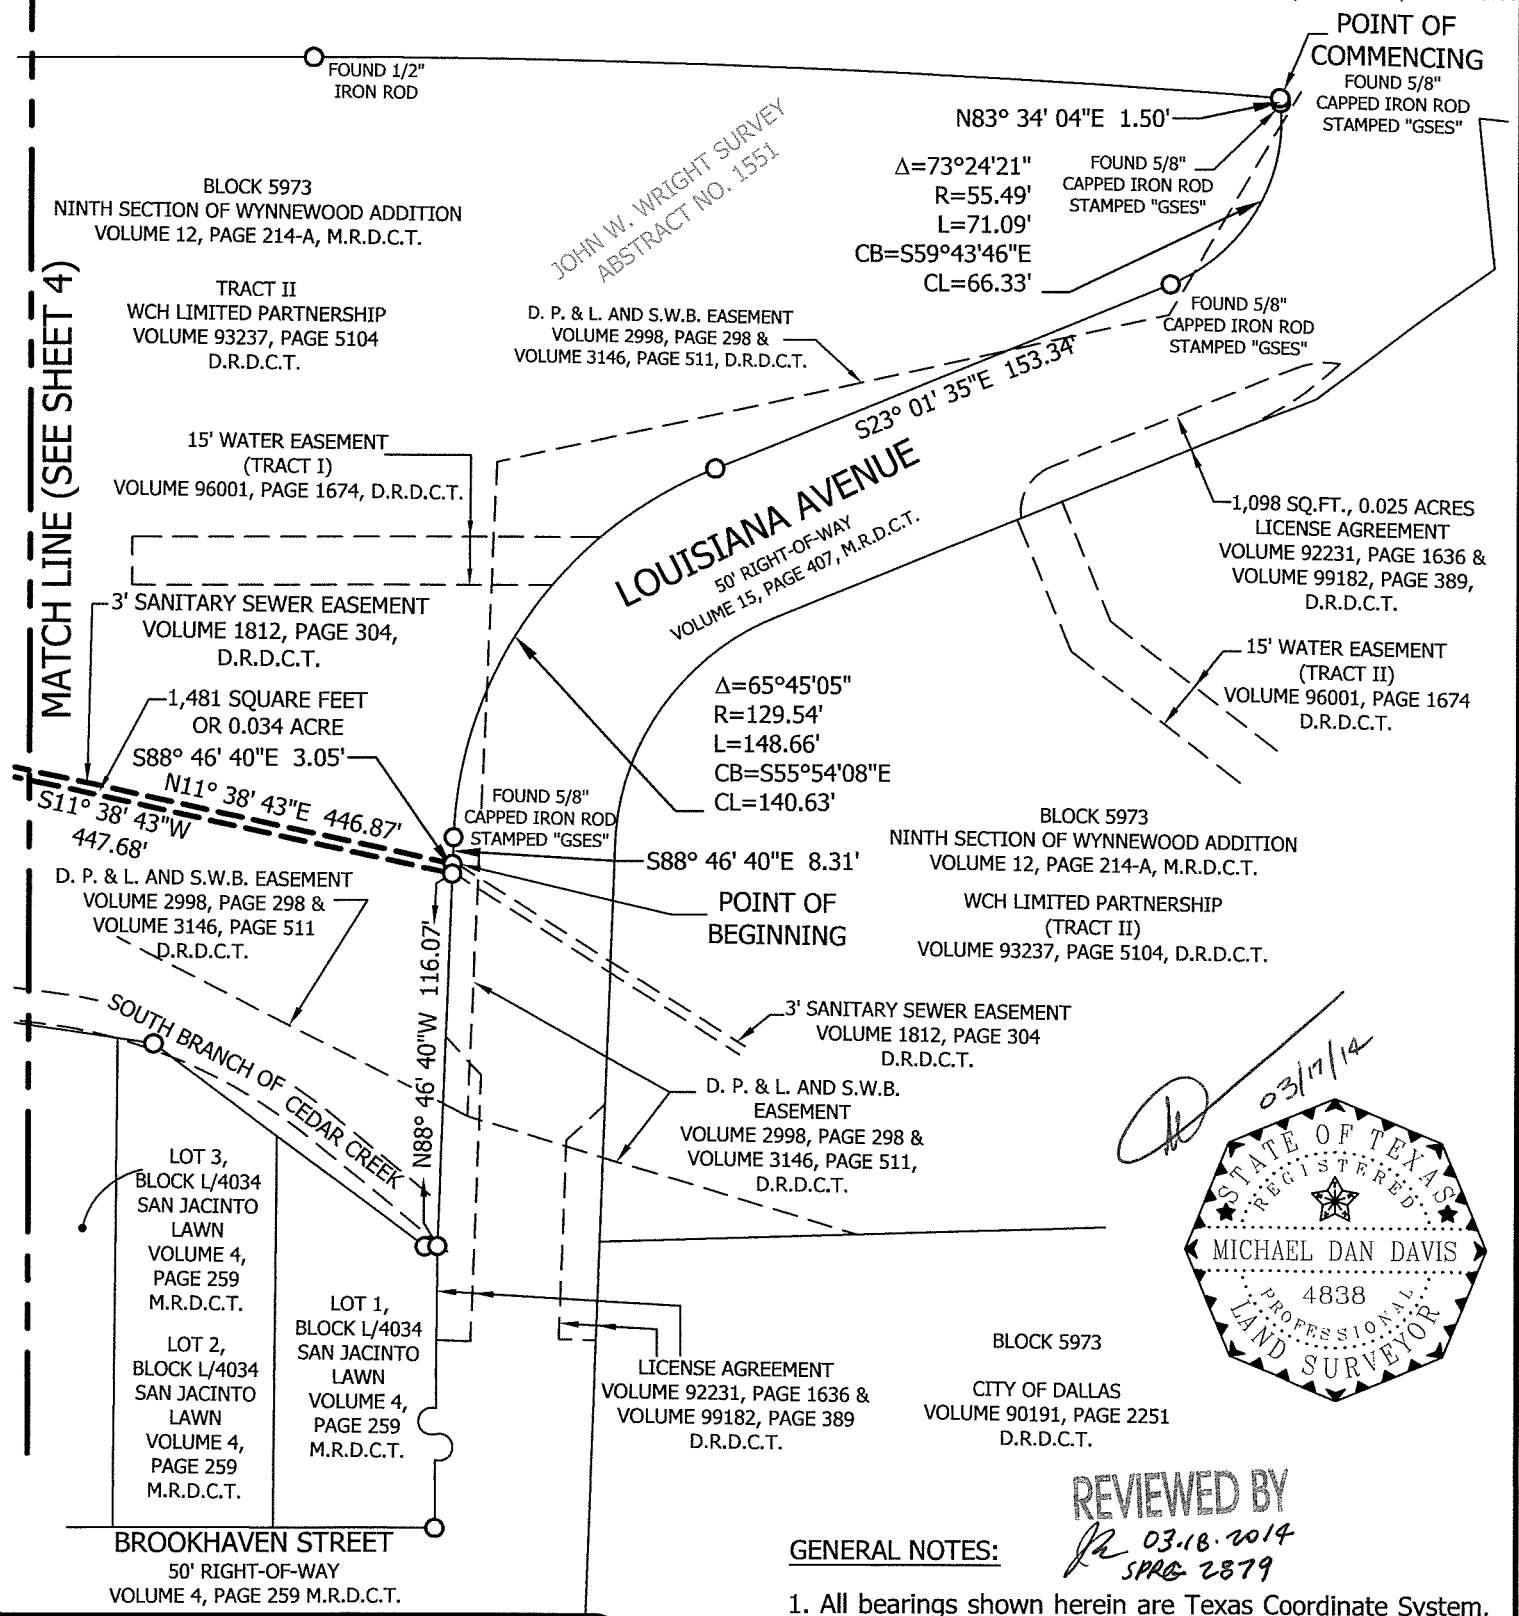 POINT OF
COMMENCING
FOUND 5/8"
CAPPED IRON ROD
STAMPED "GSES"
FOUND 1/2"
IRON ROD
N83° 34' 04"E 1.50'
FOUND 5/8"
CAPPED IRON ROD
STAMPED "GSES"
Δ=73°24'21"
R=55.49'
L=71.09'
CB=S59°43'46"E
CL=66.33'
JOHN W. WRIGHT SURVEY
ABSTRACT NO. 1551
BLOCK 5973
NINTH SECTION OF WYNNEWOOD ADDITION
VOLUME 12, PAGE 214-A, M.R.D.C.T.
TRACT II
WCH LIMITED PARTNERSHIP
VOLUME 93237, PAGE 5104
D.R.D.C.T.
MATCH LINE (SEE SHEET 4)
D. P. & L. AND S.W.B. EASEMENT
VOLUME 2998, PAGE 298 &
VOLUME 3146, PAGE 511, D.R.D.C.T.
FOUND 5/8"
CAPPED IRON ROD
STAMPED "GSES"
S23° 01' 35"E 153.34'
15' WATER EASEMENT
(TRACT I)
VOLUME 96001, PAGE 1674, D.R.D.C.T.
LOUISIANA AVENUE
50' RIGHT-OF-WAY
VOLUME 15, PAGE 407, M.R.D.C.T.
1,098 SQ.FT., 0.025 ACRES
LICENSE AGREEMENT
VOLUME 92231, PAGE 1636 &
VOLUME 99182, PAGE 389,
D.R.D.C.T.
3' SANITARY SEWER EASEMENT
VOLUME 1812, PAGE 304,
D.R.D.C.T.
15' WATER EASEMENT
(TRACT II)
VOLUME 96001, PAGE 1674
D.R.D.C.T.
1,481 SQUARE FEET
OR 0.034 ACRE
S88° 46' 40"E 3.05'
N11° 38' 43"E 446.87'
S11° 38' 43"W
447.68'
Δ=65°45'05"
R=129.54'
L=148.66'
CB=S55°54'08"E
CL=140.63'
FOUND 5/8"
CAPPED IRON ROD
STAMPED "GSES"
S88° 46' 40"E 8.31'
POINT OF
BEGINNING
BLOCK 5973
NINTH SECTION OF WYNNEWOOD ADDITION
VOLUME 12, PAGE 214-A, M.R.D.C.T.
WCH LIMITED PARTNERSHIP
(TRACT II)
VOLUME 93237, PAGE 5104, D.R.D.C.T.
D. P. & L. AND S.W.B. EASEMENT
VOLUME 2998, PAGE 298 &
VOLUME 3146, PAGE 511
D.R.D.C.T.
N88° 46' 40"W 116.07'
SOUTH BRANCH OF CEDAR CREEK
3' SANITARY SEWER EASEMENT
VOLUME 1812, PAGE 304
D.R.D.C.T.
D. P. & L. AND S.W.B.
EASEMENT
VOLUME 2998, PAGE 298 &
VOLUME 3146, PAGE 511,
D.R.D.C.T.
03/17/14
STATE OF TEXAS
REGISTERED
MICHAEL DAN DAVIS
4838
PROFESSIONAL
LAND SURVEYOR
LOT 3,
BLOCK L/4034
SAN JACINTO
LAWN
VOLUME 4,
PAGE 259
M.R.D.C.T.
LOT 2,
BLOCK L/4034
SAN JACINTO
LAWN
VOLUME 4,
PAGE 259
M.R.D.C.T.
LOT 1,
BLOCK L/4034
SAN JACINTO
LAWN
VOLUME 4,
PAGE 259
M.R.D.C.T.
LICENSE AGREEMENT
VOLUME 92231, PAGE 1636 &
VOLUME 99182, PAGE 389
D.R.D.C.T.
BLOCK 5973
CITY OF DALLAS
VOLUME 90191, PAGE 2251
D.R.D.C.T.
BROOKHAVEN STREET
50' RIGHT-OF-WAY
VOLUME 4, PAGE 259 M.R.D.C.T.
REVIEWED BY
03.18.2014
SPRG 2879
GENERAL NOTES:
1. All bearings shown herein are Texas Coordinate System,